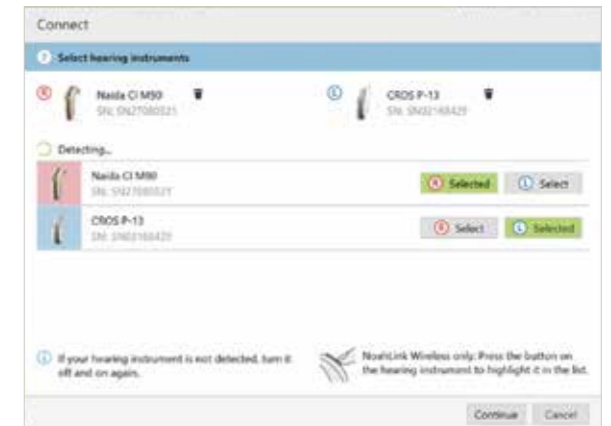 Connect
Select hearing instruments
R
Naída CI M90
L
CROS P-13
Detecting...
Naída CI M90
R Selected
L Select
CROS P-13
R Select
L Selected
If your hearing instrument is not detected, turn it
off and on again.
NoahLink Wireless only: Press the button on
the hearing instrument to highlight it in the list.
Continue
Cancel